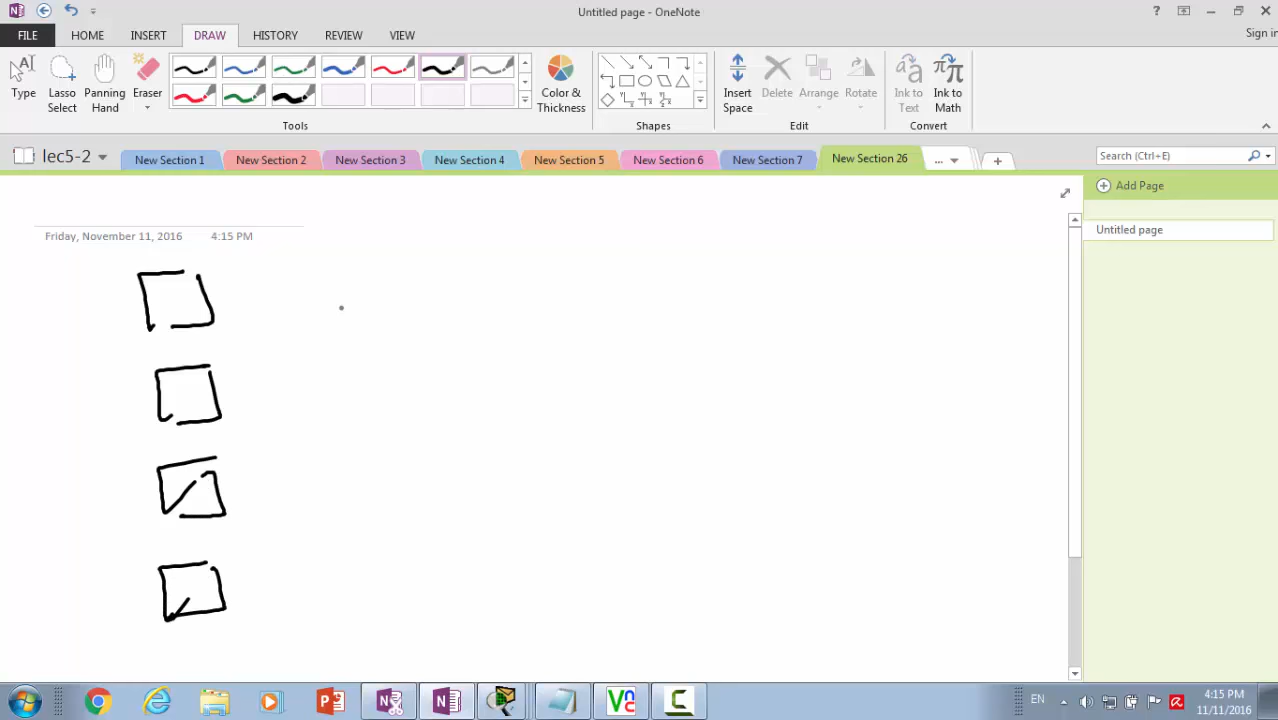 Untitled page - OneNote
?
FILE HOME INSERT DRAW HISTORY REVIEW VIEW
Sign in
Type
Lasso Select
Panning Hand
Eraser
Color & Thickness
Insert Space
Delete
Arrange
Rotate
Ink to Text
Ink to Math
Tools
Shapes
Edit
Convert
lec5-2
New Section 1
New Section 2
New Section 3
New Section 4
New Section 5
New Section 6
New Section 7
New Section 26
...
Search (Ctrl+E)
Add Page
Untitled page
Friday, November 11, 2016 4:15 PM
EN
4:15 PM
11/11/2016